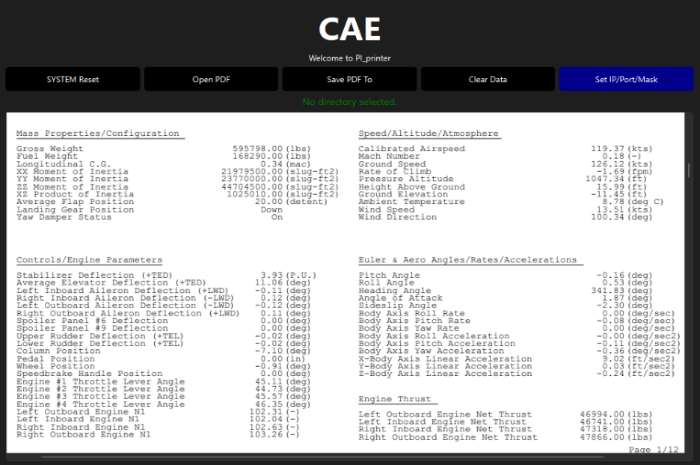 CAE
Welcome to PI_printer
SYSTEM Reset
Open PDF
Save PDF To
Clear Data
Set IP/Port/Mask
No directory selected.
Mass Properties/Configuration
Gross Weight 595798.00 (lbs)
Fuel Weight 168290.00 (lbs)
Longitudinal C.G. 0.34 (mac)
XX Moment of Inertia 21979500.00 (slug-ft2)
YY Moment of Inertia 23770000.00 (slug-ft2)
ZZ Moment of Inertia 44704500.00 (slug-ft2)
XZ Product of Inertia 1025010.00 (slug-ft2)
Average Flap Position 20.00 (detent)
Landing Gear Position Down
Yaw Damper Status On
Speed/Altitude/Atmosphere
Calibrated Airspeed 119.37 (kts)
Mach Number 0.18 (-)
Ground Speed 126.12 (kts)
Rate of Climb -1.69 (fpm)
Pressure Altitude 1047.34 (ft)
Height Above Ground 15.99 (ft)
Ground Elevation -11.45 (ft)
Ambient Temperature 8.78 (deg C)
Wind Speed 13.51 (kts)
Wind Direction 100.34 (deg)
Controls/Engine Parameters
Stabilizer Deflection (+TED) 3.93 (P.U.)
Average Elevator Deflection (+TED) 11.06 (deg)
Left Inboard Aileron Deflection (+LWD) -0.11 (deg)
Right Inboard Aileron Deflection (-LWD) 0.12 (deg)
Left Outboard Aileron Deflection (-LWD) -0.12 (deg)
Right Outboard Aileron Deflection (+LWD) 0.11 (deg)
Spoiler Panel #6 Deflection 0.00 (deg)
Spoiler Panel #9 Deflection 0.00 (deg)
Upper Rudder Deflection (+TEL) -0.02 (deg)
Lower Rudder Deflection (+TEL) -0.02 (deg)
Column Position -7.10 (deg)
Pedal Position 0.00 (in)
Wheel Position -0.91 (deg)
Speedbrake Handle Position 0.00 (deg)
Engine #1 Throttle Lever Angle 45.11 (deg)
Engine #2 Throttle Lever Angle 44.73 (deg)
Engine #3 Throttle Lever Angle 45.57 (deg)
Engine #4 Throttle Lever Angle 46.35 (deg)
Left Outboard Engine N1 102.31 (-)
Left Inboard Engine N1 102.04 (-)
Right Inboard Engine N1 102.63 (-)
Right Outboard Engine N1 103.26 (-)
Euler & Aero Angles/Rates/Accelerations
Pitch Angle -0.16 (deg)
Roll Angle 0.53 (deg)
Heading Angle 341.83 (deg)
Angle of Attack 1.87 (deg)
Sideslip Angle -2.30 (deg)
Body Axis Roll Rate 0.00 (deg/sec)
Body Axis Pitch Rate -0.08 (deg/sec)
Body Axis Yaw Rate -0.00 (deg/sec)
Body Axis Roll Acceleration -0.00 (deg/sec2)
Body Axis Pitch Acceleration -0.11 (deg/sec2)
Body Axis Yaw Acceleration -0.36 (deg/sec2)
X-Body Axis Linear Acceleration 9.02 (ft/sec2)
Y-Body Axis Linear Acceleration 0.03 (ft/sec2)
Z-Body Axis Linear Acceleration -0.24 (ft/sec2)
Engine Thrust
Left Outboard Engine Net Thrust 46994.00 (lbs)
Left Inboard Engine Net Thrust 46741.00 (lbs)
Right Inboard Engine Net Thrust 47318.00 (lbs)
Right Outboard Engine Net Thrust 47866.00 (lbs)
Page 1/12